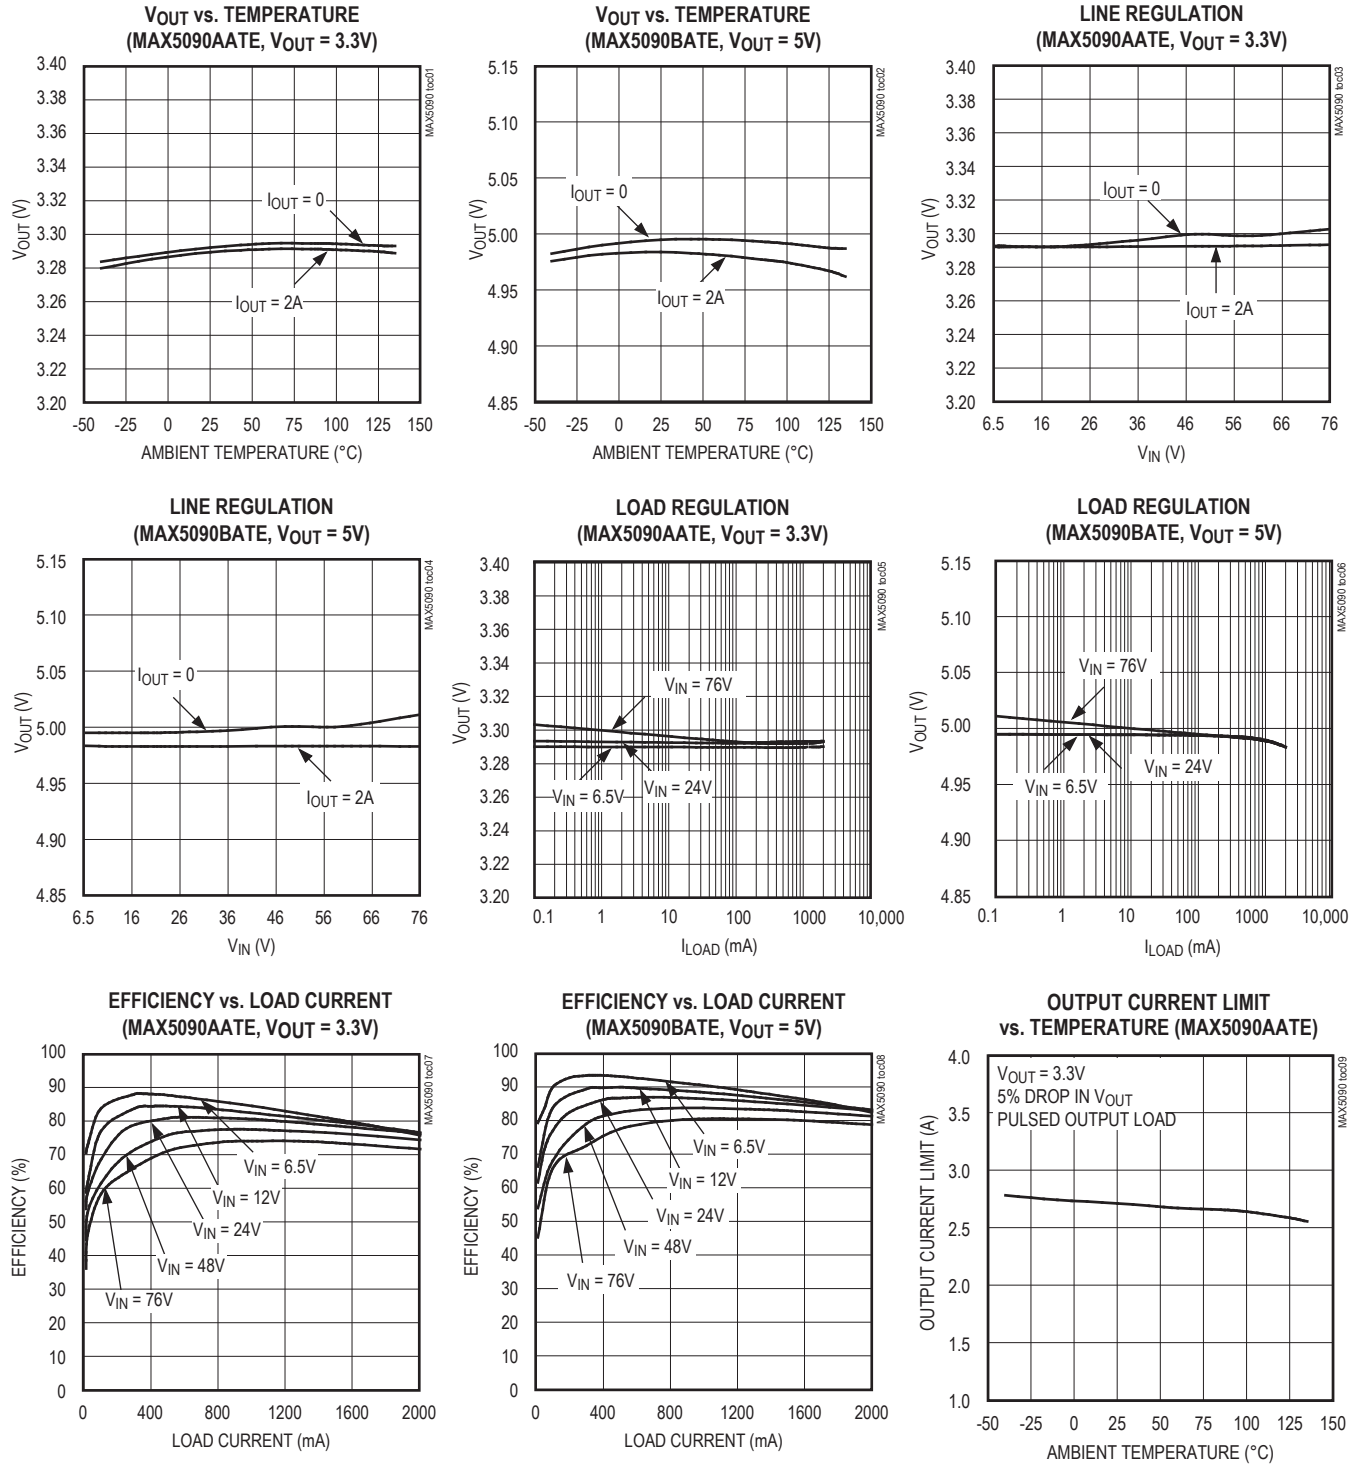 VOUT vs. TEMPERATURE
(MAX5090AATE, VOUT = 3.3V)
3.40
3.38
3.36
3.34
3.32
3.30
3.28
3.26
3.24
3.22
3.20
VOUT (V)
IOUT = 0
IOUT = 2A
-50 -25 0 25 50 75 100 125 150
AMBIENT TEMPERATURE (°C)
MAX5090 toc01
VOUT vs. TEMPERATURE
(MAX5090BATE, VOUT = 5V)
5.15
5.10
5.05
5.00
4.95
4.90
4.85
VOUT (V)
IOUT = 0
IOUT = 2A
-50 -25 0 25 50 75 100 125 150
AMBIENT TEMPERATURE (°C)
MAX5090 toc02
LINE REGULATION
(MAX5090AATE, VOUT = 3.3V)
3.40
3.38
3.36
3.34
3.32
3.30
3.28
3.26
3.24
3.22
3.20
VOUT (V)
IOUT = 0
IOUT = 2A
6.5 16 26 36 46 56 66 76
VIN (V)
MAX5090 toc03
LINE REGULATION
(MAX5090BATE, VOUT = 5V)
5.15
5.10
5.05
5.00
4.95
4.90
4.85
VOUT (V)
IOUT = 0
IOUT = 2A
6.5 16 26 36 46 56 66 76
VIN (V)
MAX5090 toc04
LOAD REGULATION
(MAX5090AATE, VOUT = 3.3V)
3.40
3.38
3.36
3.34
3.32
3.30
3.28
3.26
3.24
3.22
3.20
VOUT (V)
VIN = 76V
VIN = 6.5V
VIN = 24V
0.1 1 10 100 1000 10,000
ILOAD (mA)
MAX5090 toc05
LOAD REGULATION
(MAX5090BATE, VOUT = 5V)
5.15
5.10
5.05
5.00
4.95
4.90
4.85
VOUT (V)
VIN = 76V
VIN = 24V
VIN = 6.5V
0.1 1 10 100 1000 10,000
ILOAD (mA)
MAX5090 toc06
EFFICIENCY vs. LOAD CURRENT
(MAX5090AATE, VOUT = 3.3V)
100
90
80
70
60
50
40
30
20
10
0
EFFICIENCY (%)
VIN = 6.5V
VIN = 12V
VIN = 24V
VIN = 48V
VIN = 76V
0 400 800 1200 1600 2000
LOAD CURRENT (mA)
MAX5090 toc07
EFFICIENCY vs. LOAD CURRENT
(MAX5090BATE, VOUT = 5V)
100
90
80
70
60
50
40
30
20
10
0
EFFICIENCY (%)
VIN = 6.5V
VIN = 12V
VIN = 24V
VIN = 48V
VIN = 76V
0 400 800 1200 1600 2000
LOAD CURRENT (mA)
MAX5090 toc08
OUTPUT CURRENT LIMIT
vs. TEMPERATURE (MAX5090AATE)
4.0
3.5
3.0
2.5
2.0
1.5
1.0
OUTPUT CURRENT LIMIT (A)
VOUT = 3.3V
5% DROP IN VOUT
PULSED OUTPUT LOAD
-50 -25 0 25 50 75 100 125 150
AMBIENT TEMPERATURE (°C)
MAX5090 toc09